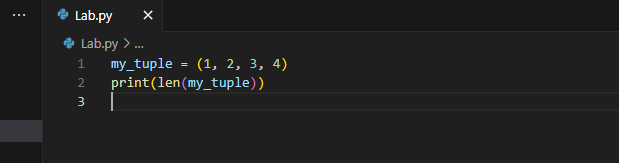 ... Lab.py ×
Lab.py > ...
1 my_tuple = (1, 2, 3, 4)
2 print(len(my_tuple))
3